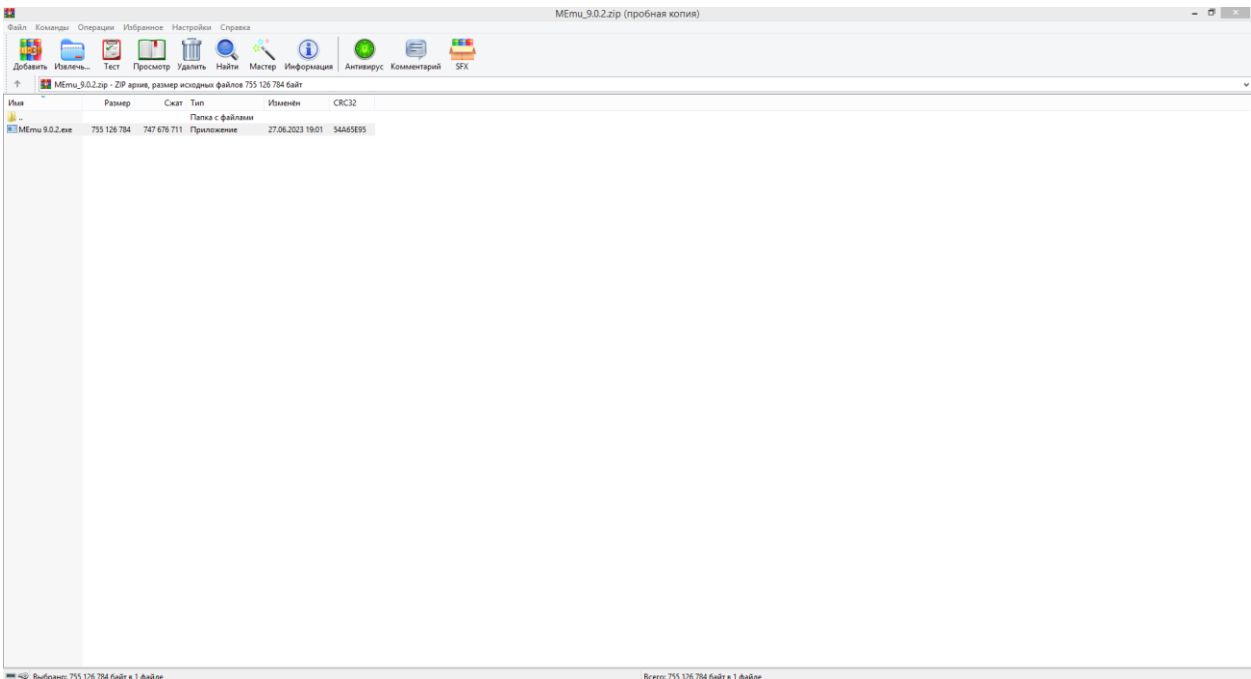 MEmu_9.0.2.zip (пробная копия)
Файл Команды Операции Избранное Настройки Справка
Добавить Извлечь... Тест Просмотр Удалить Найти Мастер Информация Антивирус Комментарий SFX
MEmu_9.0.2.zip - ZIP архив, размер исходных файлов 755 126 784 байт
Имя Размер Сжат Тип Изменён CRC32
.. Папка с файлами
MEmu 9.0.2.exe 755 126 784 747 676 711 Приложение 27.06.2023 19:01 54A65E95
Выбрано: 755 126 784 байт в 1 файле Всего: 755 126 784 байт в 1 файле